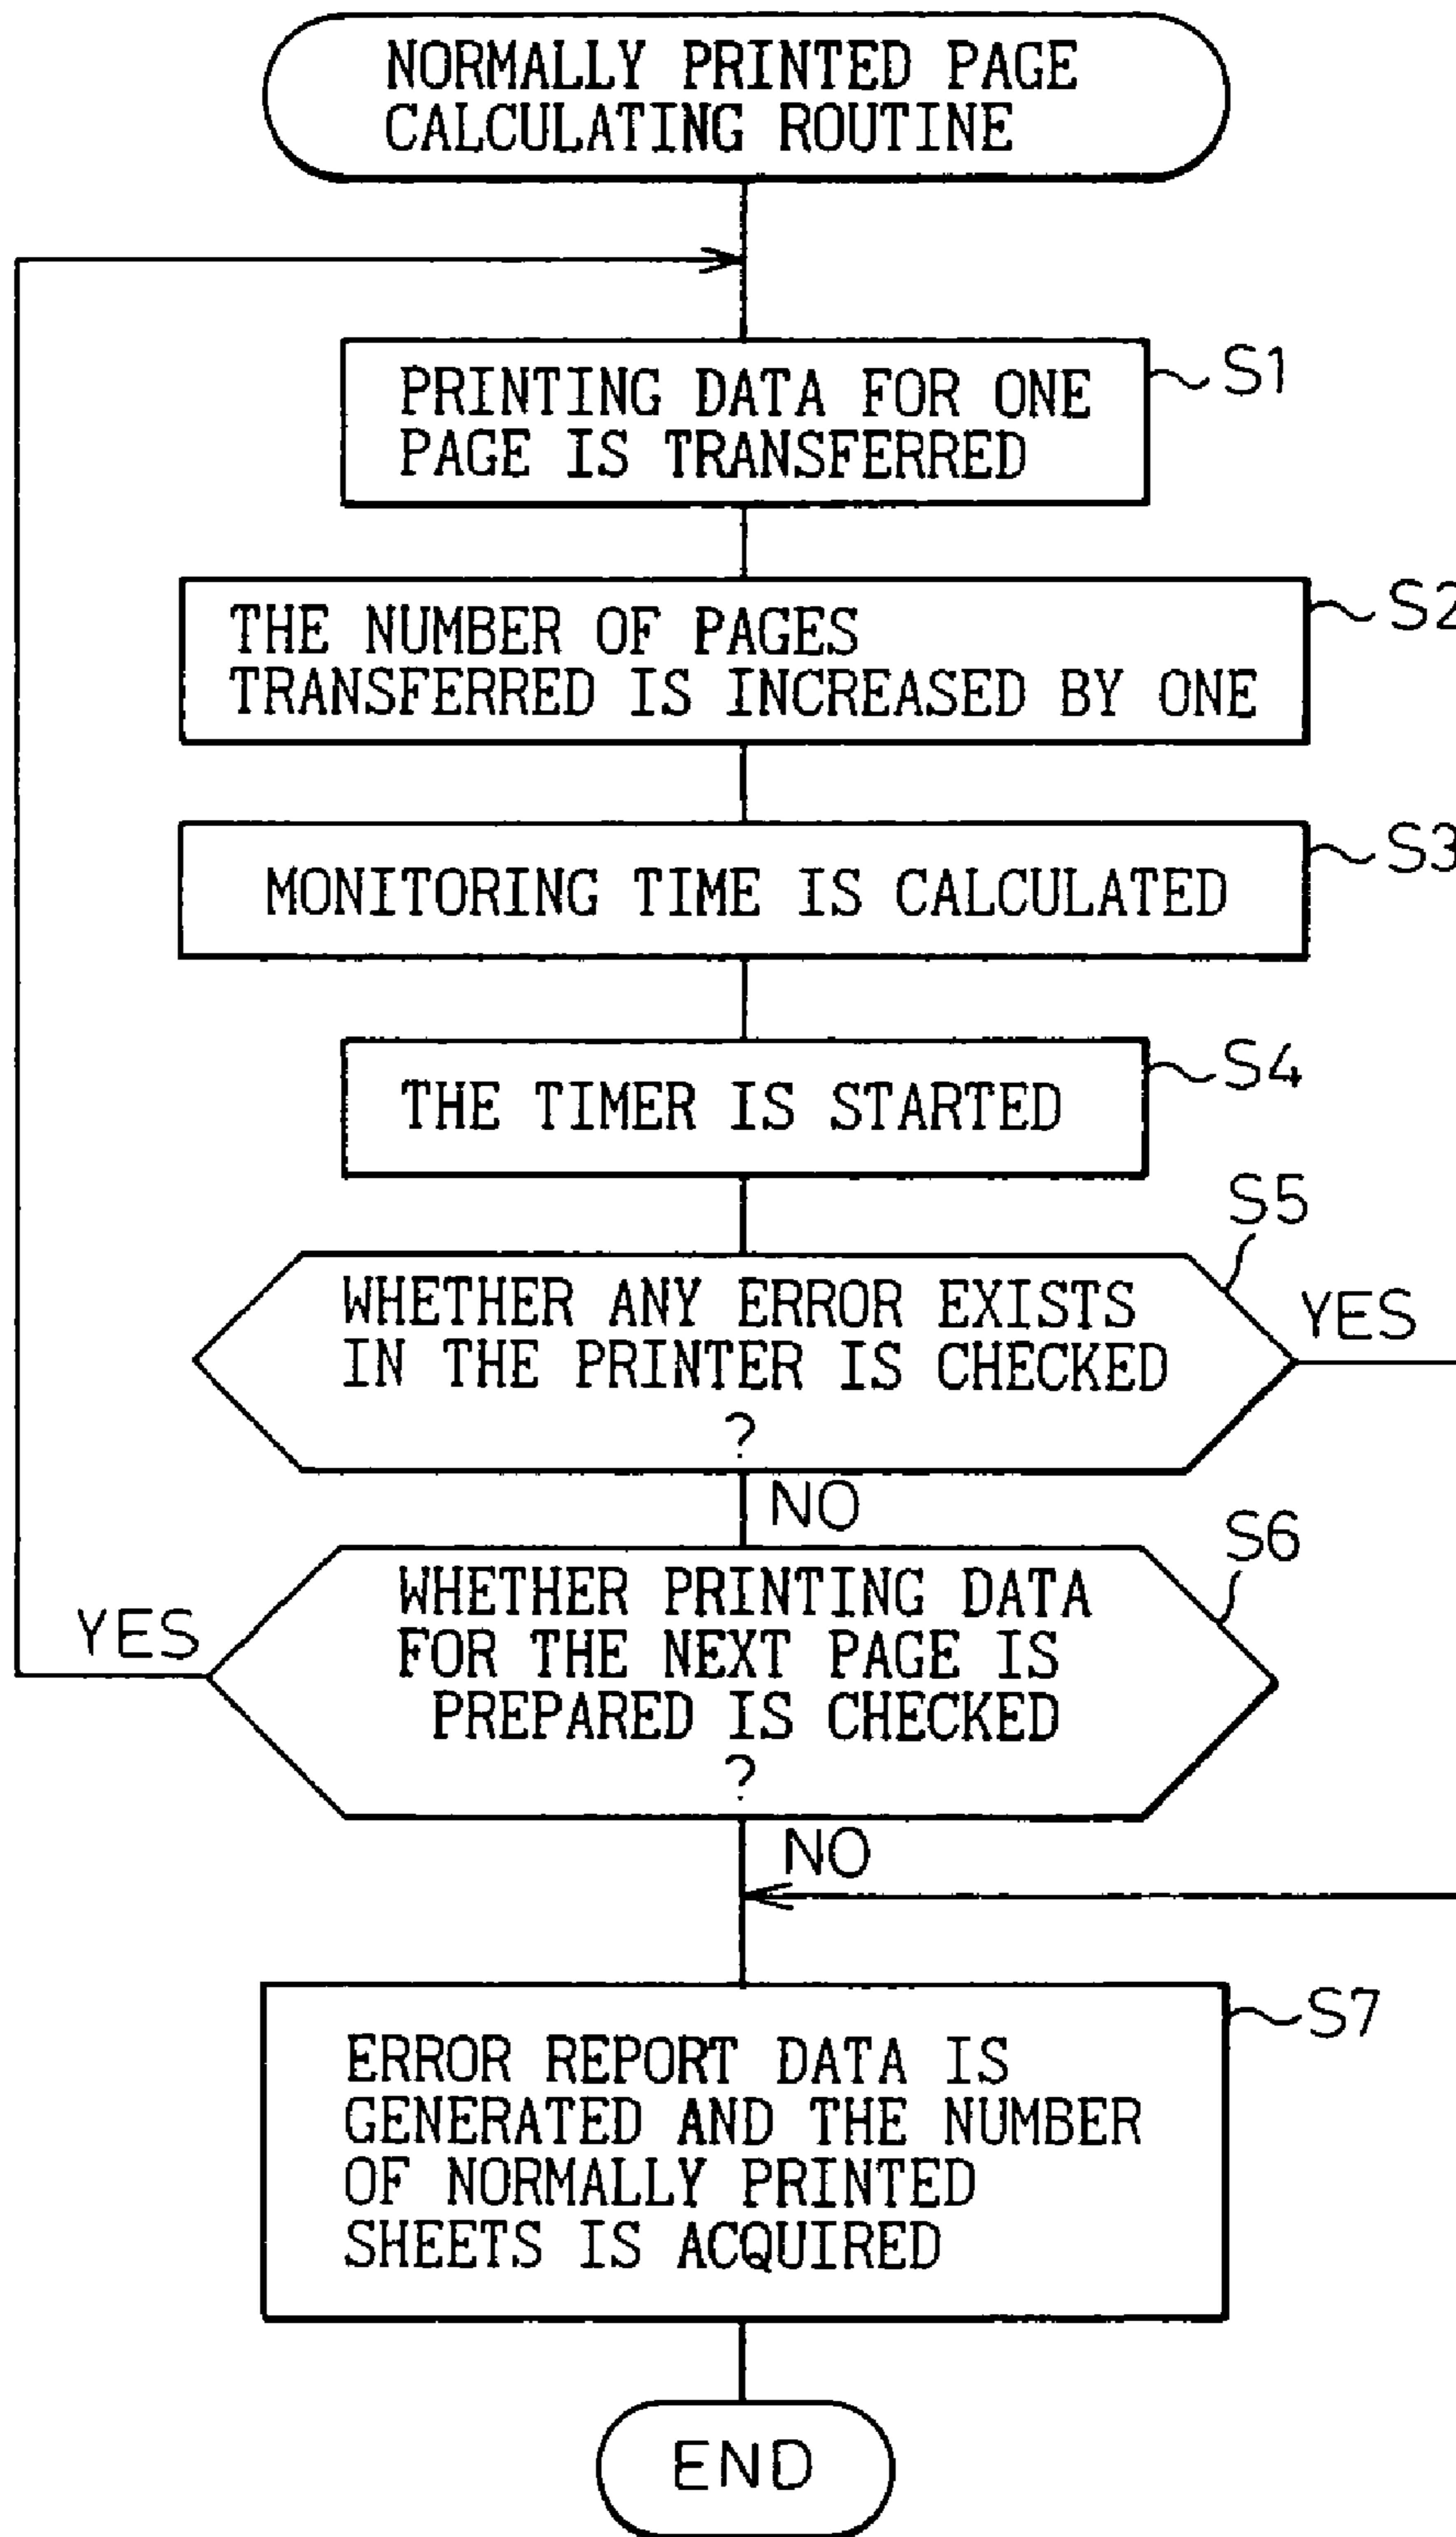 NORMALLY PRINTED PAGE
CALCULATING ROUTINE
PRINTING DATA FOR ONE
PAGE IS TRANSFERRED
S1
THE NUMBER OF PAGES
TRANSFERRED IS INCREASED BY ONE
S2
MONITORING TIME IS CALCULATED
S3
THE TIMER IS STARTED
S4
S5
WHETHER ANY ERROR EXISTS
IN THE PRINTER IS CHECKED
?
YES
NO
S6
WHETHER PRINTING DATA
FOR THE NEXT PAGE IS
PREPARED IS CHECKED
?
YES
NO
S7
ERROR REPORT DATA IS
GENERATED AND THE NUMBER
OF NORMALLY PRINTED
SHEETS IS ACQUIRED
END